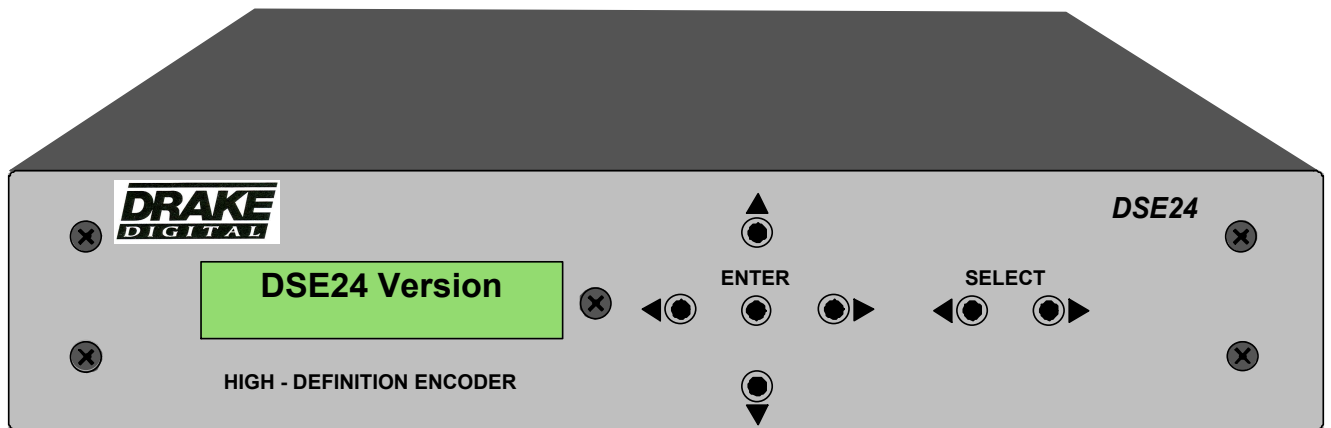 DRAKE
DIGITAL
DSE24
DSE24 Version
ENTER
SELECT
HIGH - DEFINITION ENCODER